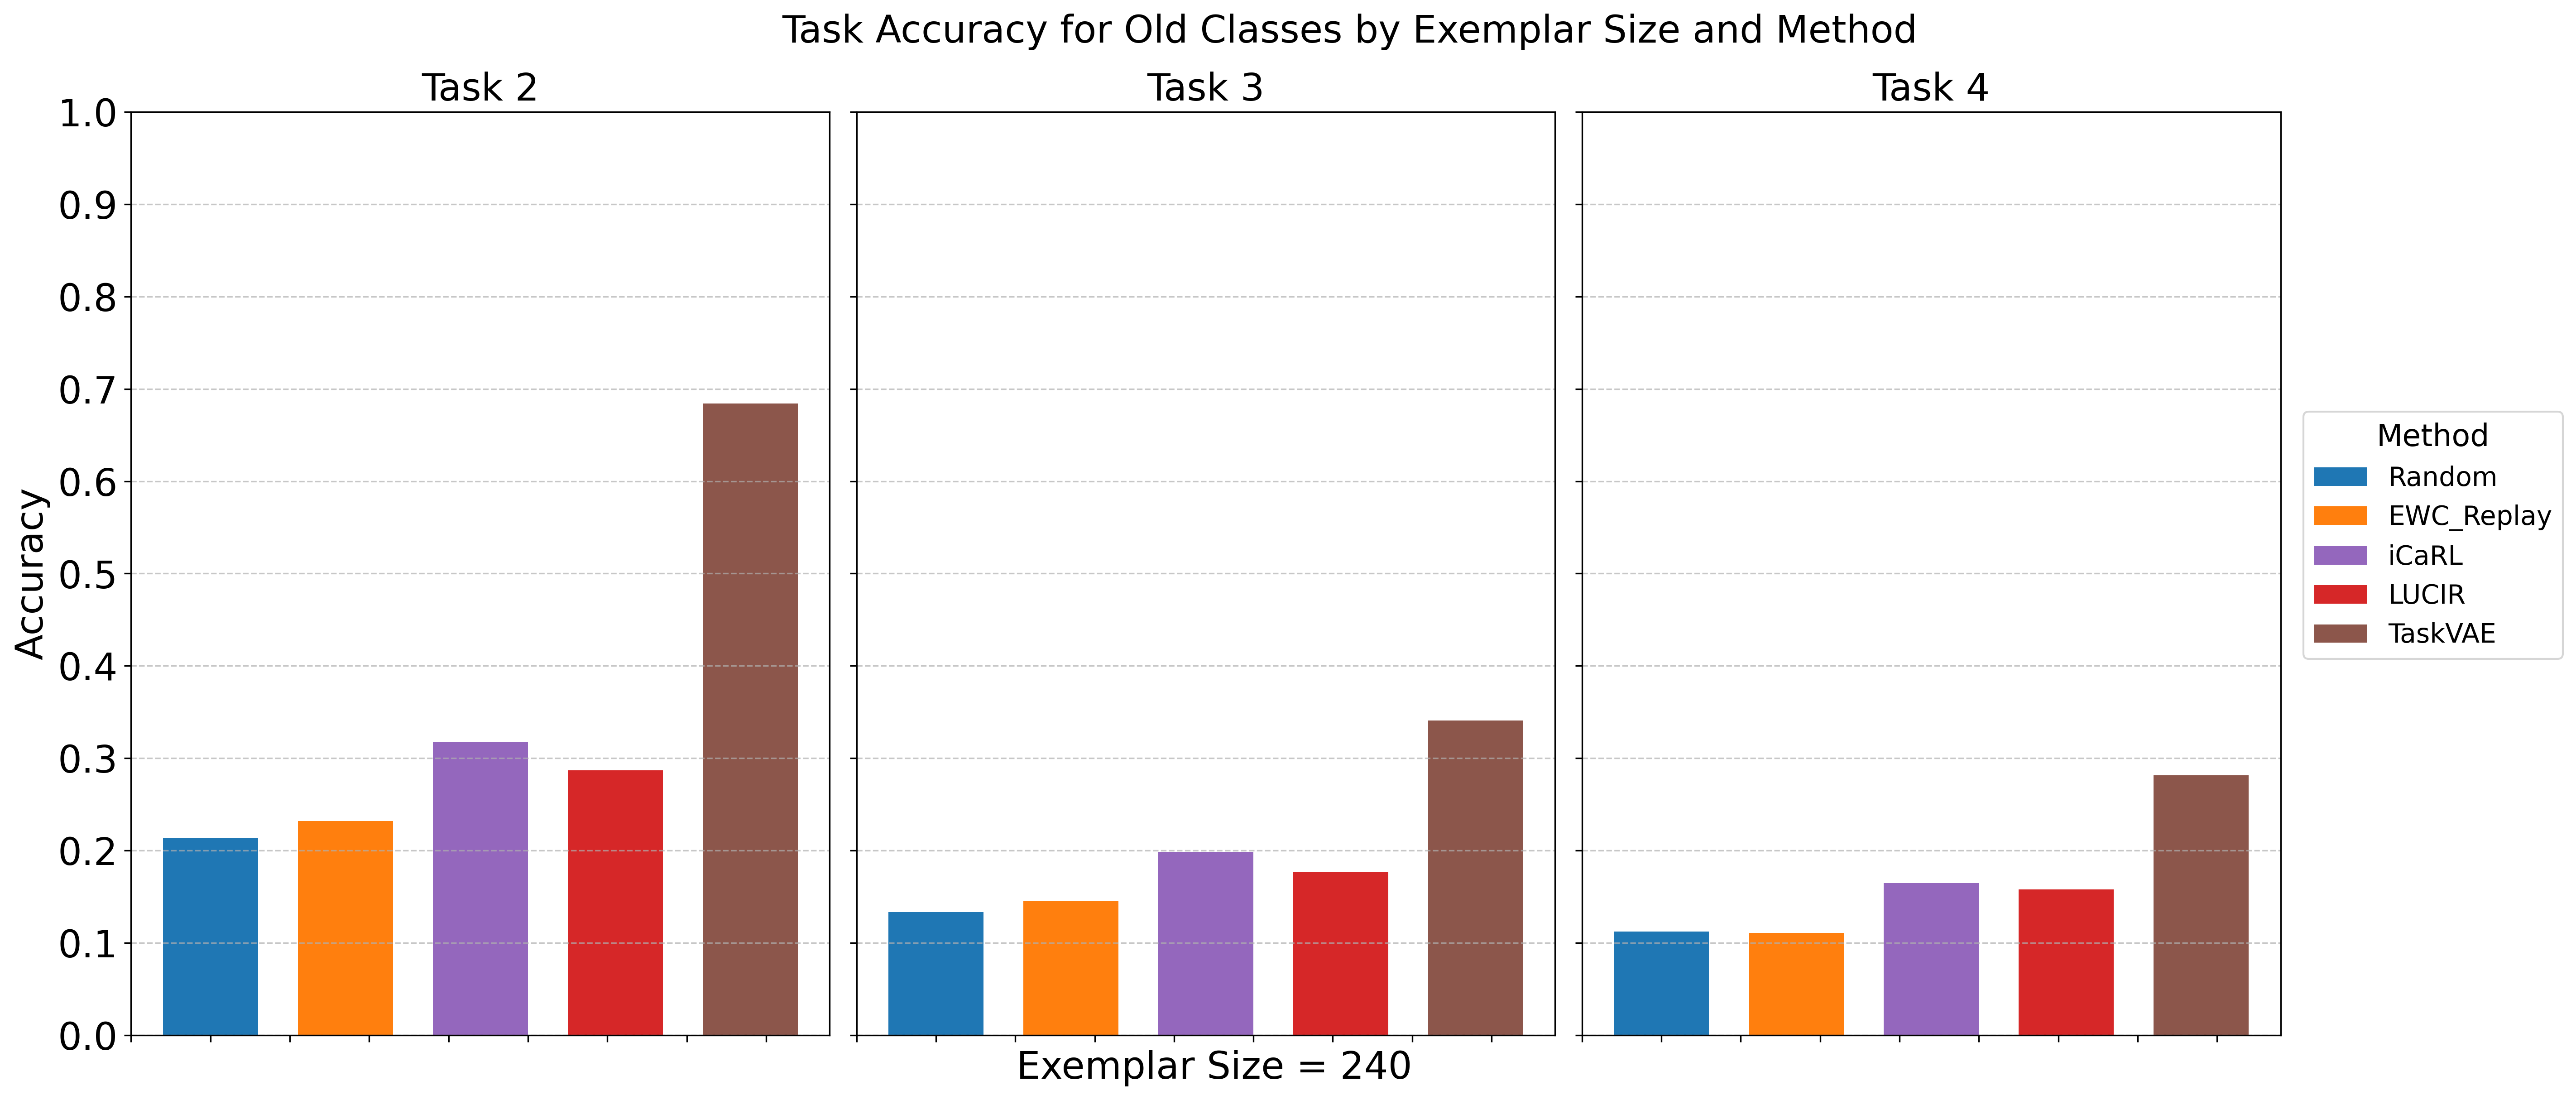 Task Accuracy for Old Classes by Exemplar Size and Method
Task 2
Task 3
Task 4
1.0
0.9
0.8
0.7
0.6
0.5
0.4
0.3
0.2
0.1
0.0
Accuracy
Exemplar Size = 240
Method
Random
EWC_Replay
iCaRL
LUCIR
TaskVAE